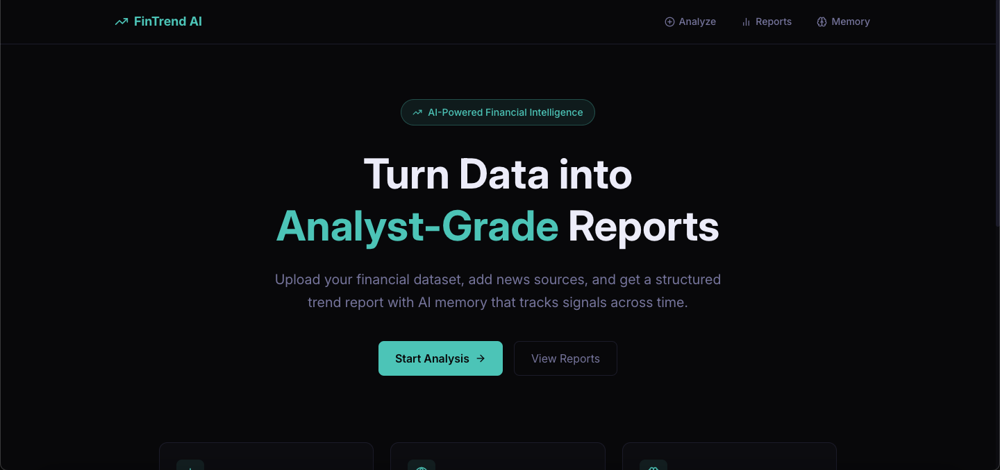 FinTrend AI
Analyze
Reports
Memory
AI-Powered Financial Intelligence
Turn Data into
Analyst-Grade Reports
Upload your financial dataset, add news sources, and get a structured
trend report with AI memory that tracks signals across time.
Start Analysis
View Reports